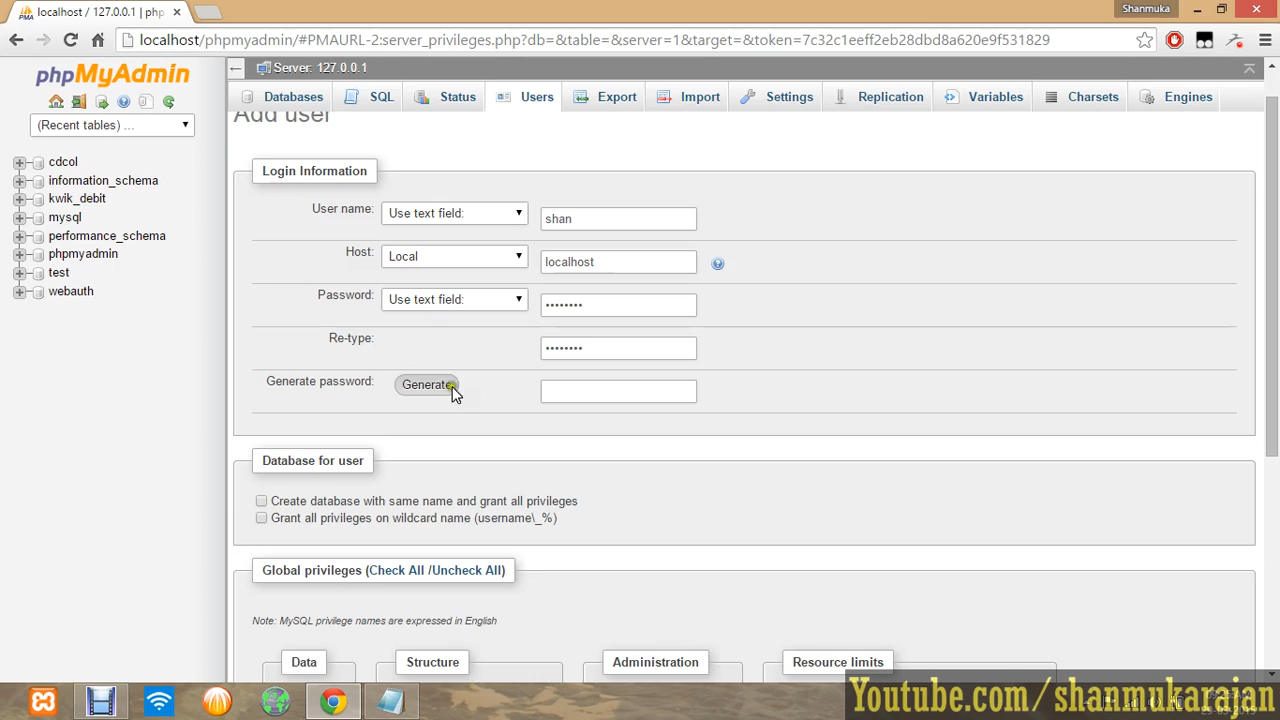 localhost / 127.0.0.1 | php
Shanmuka
localhost/phpmyadmin/#PMAURL-2:server_privileges.php?db=&table=&server=1&target=&token=7c32c1eeff2eb28dbd8a620e9f531829
phpMyAdmin
Server: 127.0.0.1
Databases SQL Status Users Export Import Settings Replication Variables Charsets Engines
(Recent tables) ...
cdcol
information_schema
kwik_debit
mysql
performance_schema
phpmyadmin
test
webauth
Add user
Login Information
User name: Use text field: shan
Host: Local localhost
Password: Use text field: ••••••••
Re-type: ••••••••
Generate password: Generate
Database for user
Create database with same name and grant all privileges
Grant all privileges on wildcard name (username\_%)
Global privileges (Check All /Uncheck All)
Note: MySQL privilege names are expressed in English
Data Structure Administration Resource limits
Youtube.com/shanmukarajan